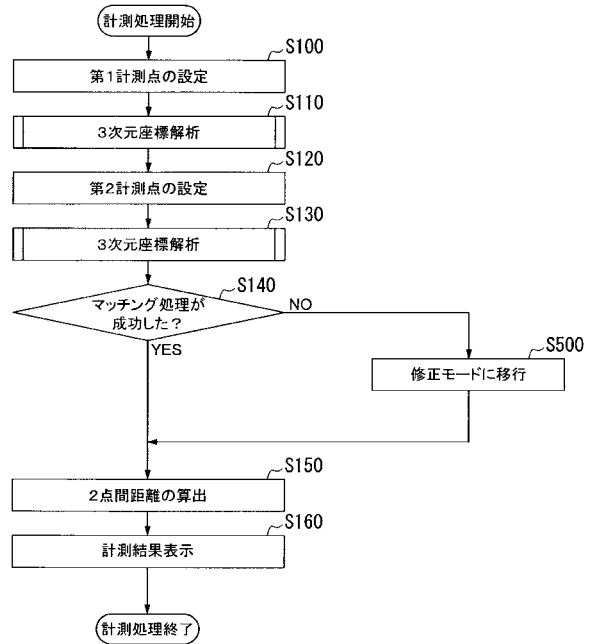 計測処理開始
S100
第1計測点の設定
S110
3次元座標解析
S120
第2計測点の設定
S130
3次元座標解析
S140
マッチング処理が
成功した?
NO
YES
S500
修正モードに移行
S150
2点間距離の算出
S160
計測結果表示
計測処理終了